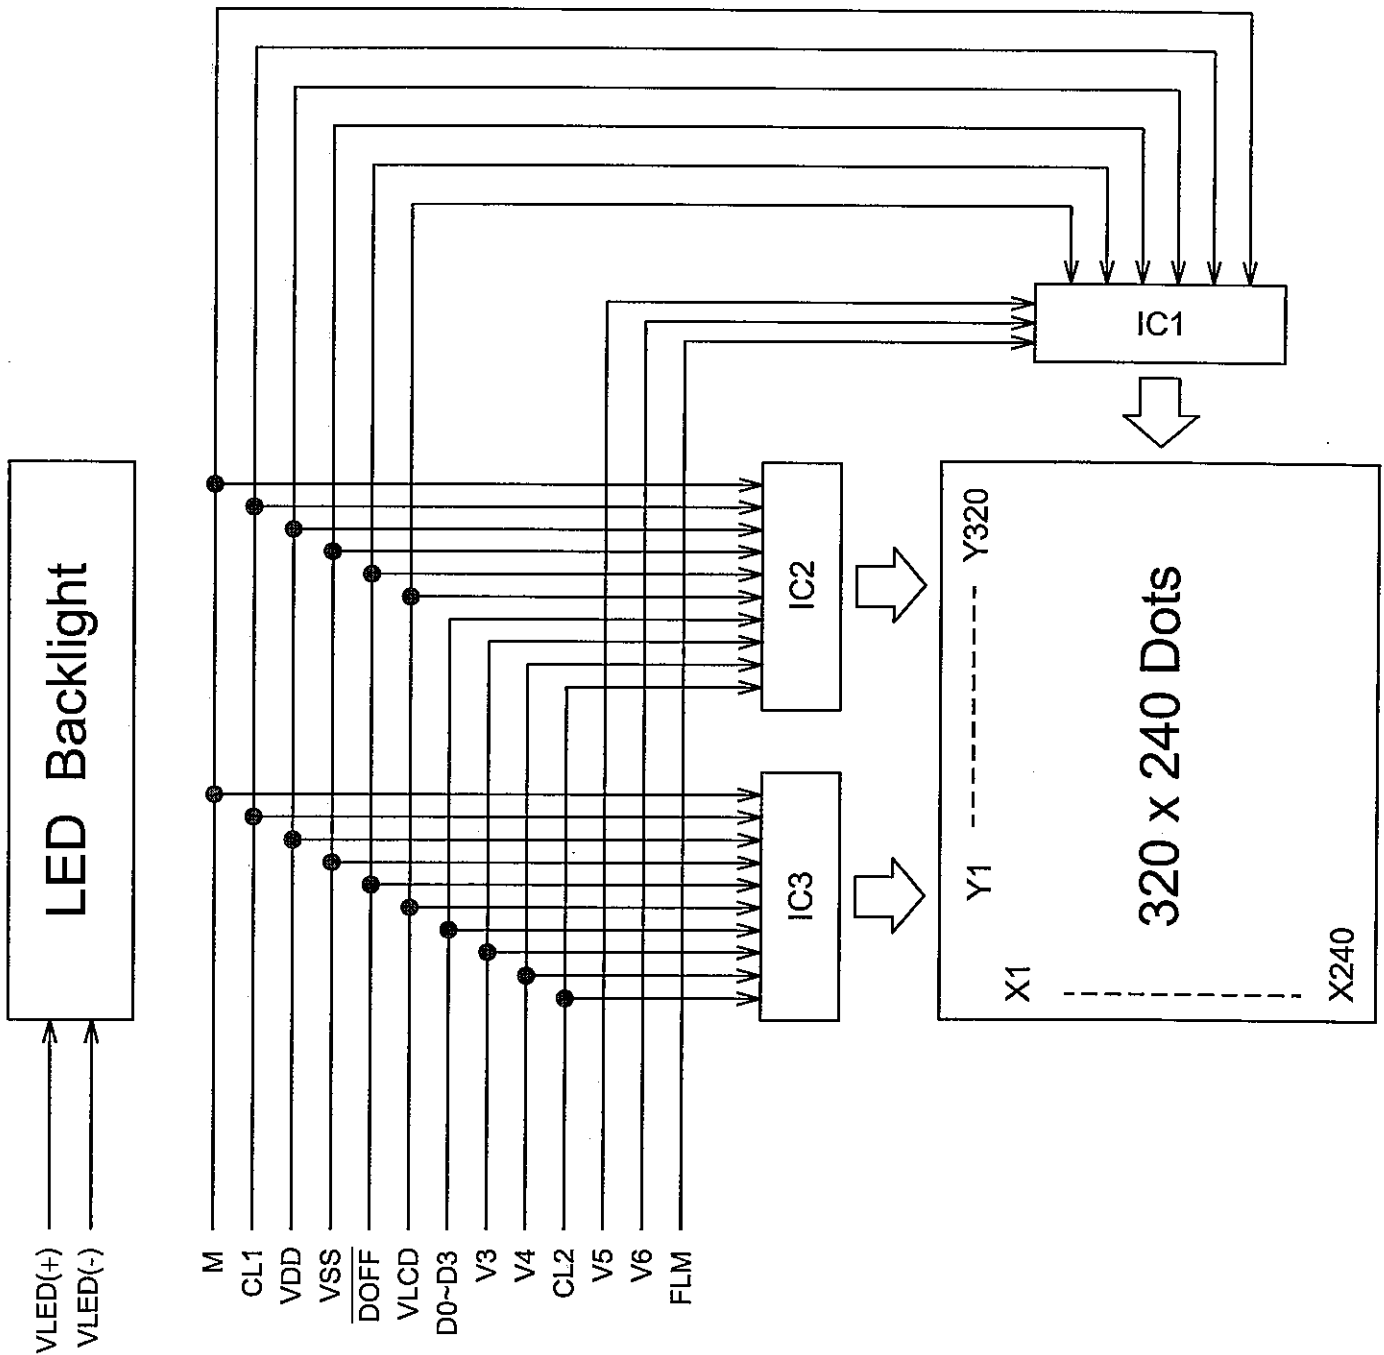 LED Backlight
VLED(+)
VLED(-)
M
CL1
VDD
VSS
DOFF
VLCD
D0~D3
V3
V4
CL2
V5
V6
FLM
IC1
IC2
IC3
Y1
Y320
X1
X240
320 x 240 Dots